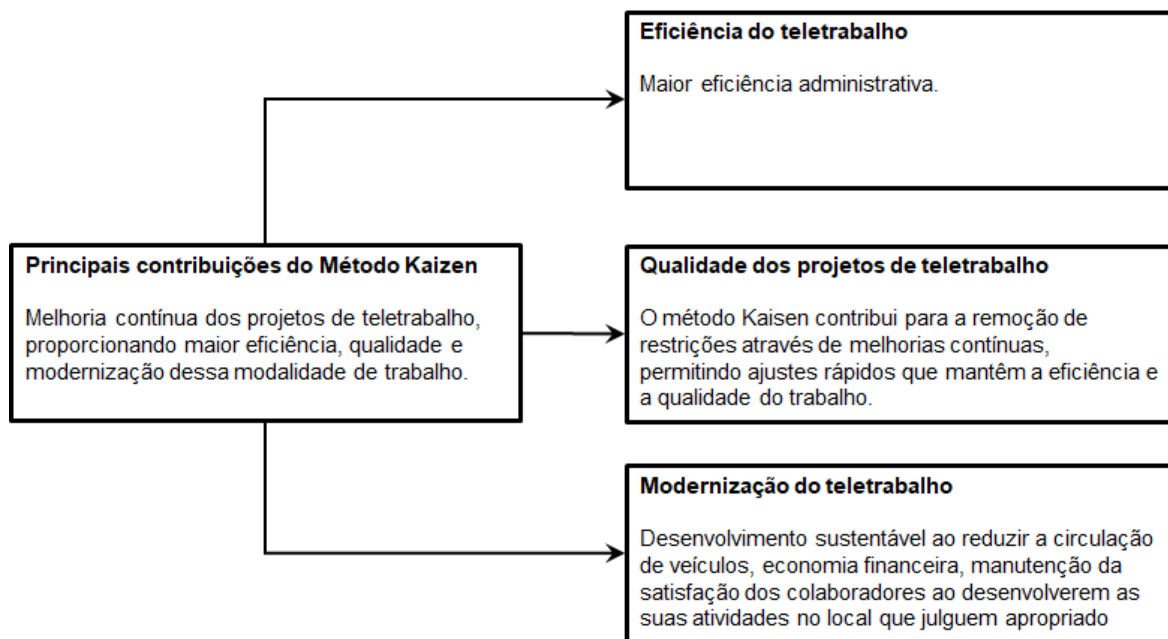 Eficiência do teletrabalho
Maior eficiência administrativa.
Principais contribuições do Método Kaizen
Melhoria contínua dos projetos de teletrabalho,
proporcionando maior eficiência, qualidade e
modernização dessa modalidade de trabalho.
Qualidade dos projetos de teletrabalho
O método Kaisen contribui para a remoção de
restrições através de melhorias contínuas,
permitindo ajustes rápidos que mantêm a eficiência e
a qualidade do trabalho.
Modernização do teletrabalho
Desenvolvimento sustentável ao reduzir a circulação
de veículos, economia financeira, manutenção da
satisfação dos colaboradores ao desenvolverem as
suas atividades no local que julguem apropriado